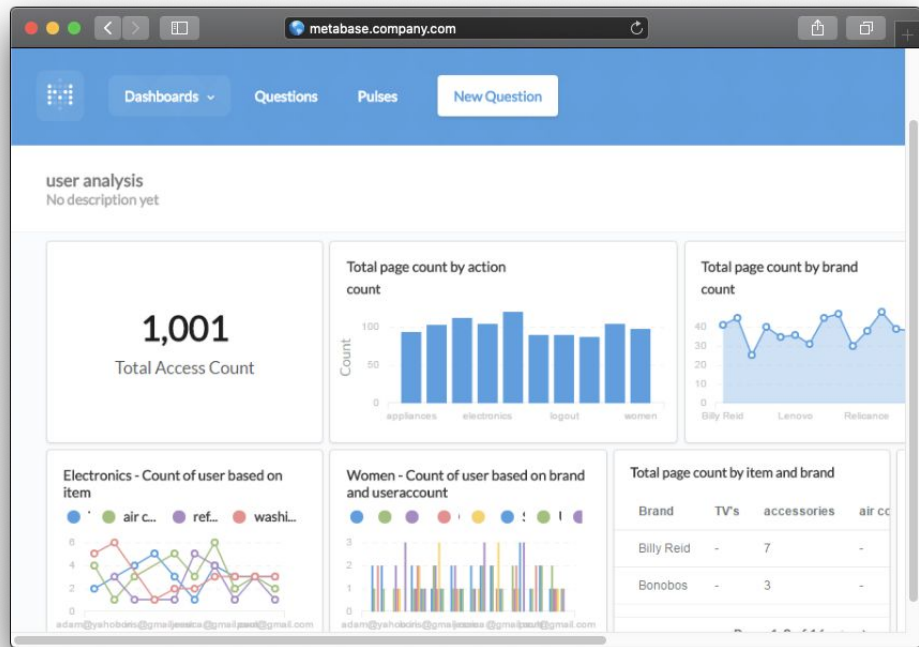 metabase.company.com
Dashboards
Questions
Pulses
New Question
user analysis
No description yet
1,001
Total Access Count
Total page count by action
count
Count
100
50
0
appliances
electronics
logout
women
Total page count by brand
count
40
30
20
10
0
Billy Reid
Lenovo
Relicance
Electronics - Count of user based on
item
air c...
ref...
washi...
6
4
2
0
Women - Count of user based on brand
and useraccount
3
2
1
0
Total page count by item and brand
Brand TV's accessories air co
Billy Reid - 7 -
Bonobos - 3 -